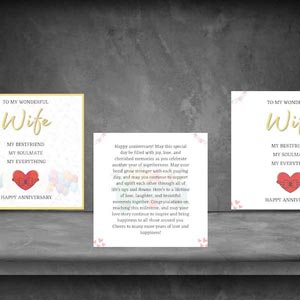 TO MY WONDERFUL
Wife
MY BESTFRIEND
MY SOULMATE
MY EVERYTHING
HAPPY ANNIVERSARY
Happy anniversary! May this special
day be filled with joy, love, and
cherished memories as you celebrate
another year of togetherness. May your
bond grow stronger with each passing
day, and may you continue to support
and uplift each other through all of
life's ups and downs. Here's to a lifetime
of love, laughter, and beautiful
moments together. Congratulations on
reaching this milestone, and may your
love story continue to inspire and bring
happiness to all those around you.
Cheers to many more years of love and
happiness!
TO MY WONDERFUL
Wife
MY BESTFRIEND
MY SOULMATE
MY EVERYTHING
HAPPY ANNIVERSARY